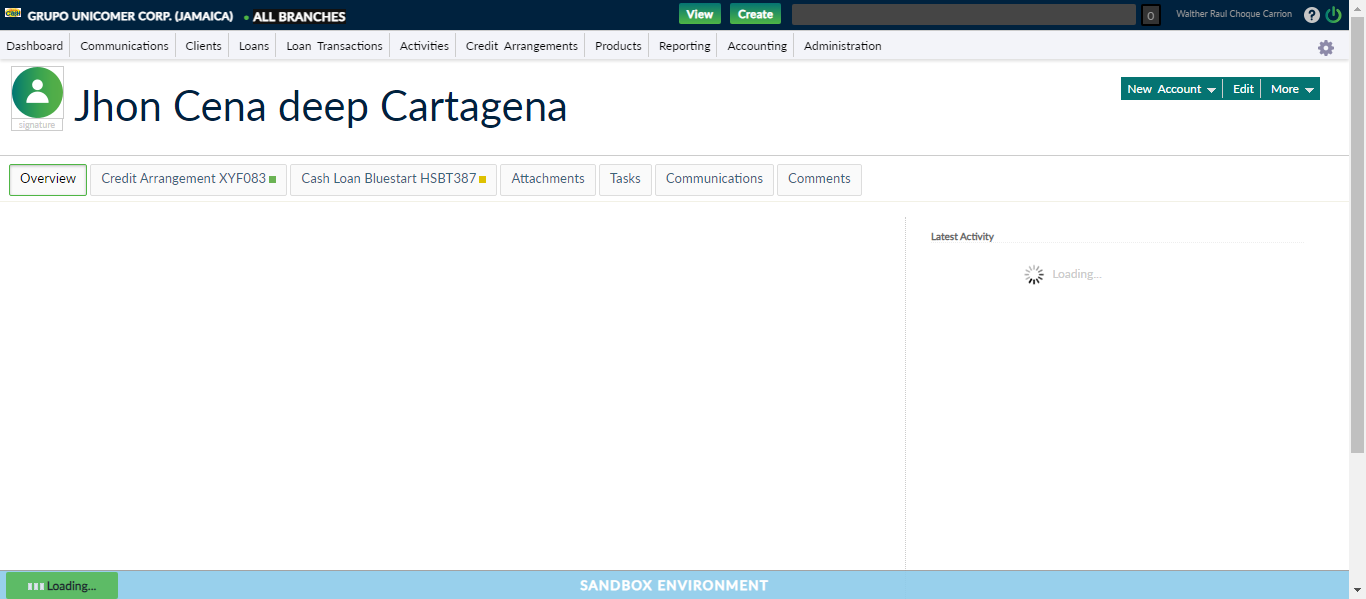 GRUPO UNICOMER CORP. (JAMAICA) ALL BRANCHES View Create 0 Walther Raul Choque Carrion ?
Dashboard Communications Clients Loans Loan Transactions Activities Credit Arrangements Products Reporting Accounting Administration
Jhon Cena deep Cartagena
signature
New Account Edit More
Overview Credit Arrangement XYF083 Cash Loan Bluestart HSBT387 Attachments Tasks Communications Comments
Latest Activity
Loading...
Loading... SANDBOX ENVIRONMENT